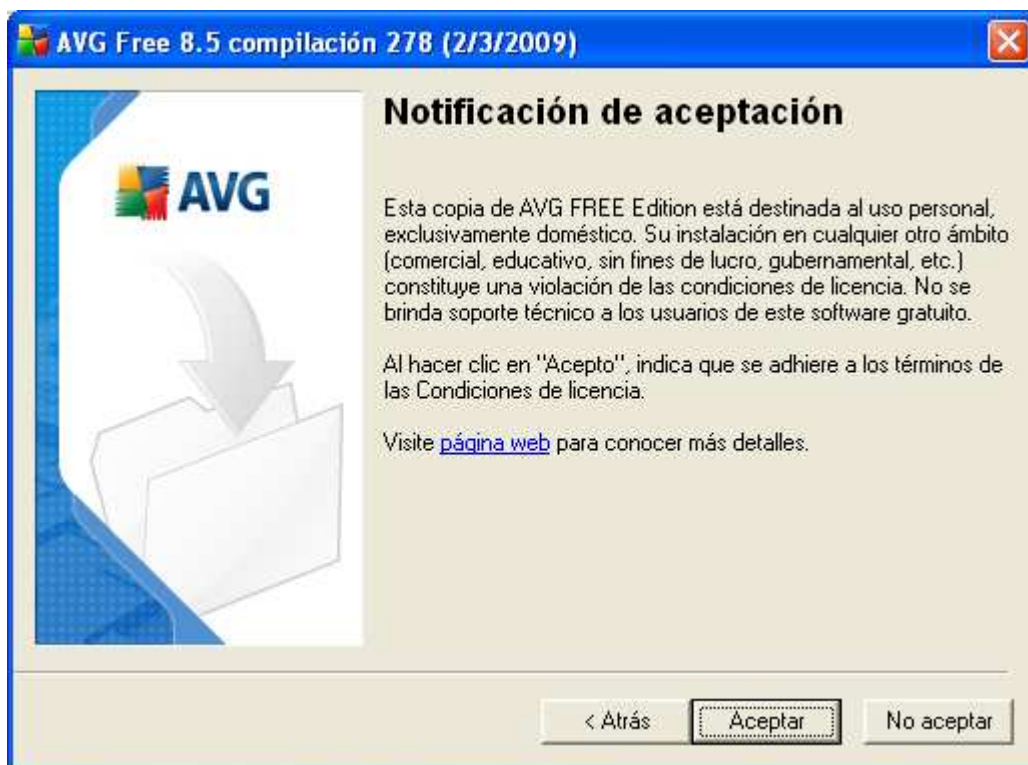 AVG Free 8.5 compilación 278 (2/3/2009)
AVG
Notificación de aceptación
Esta copia de AVG FREE Edition está destinada al uso personal,
exclusivamente doméstico. Su instalación en cualquier otro ámbito
(comercial, educativo, sin fines de lucro, gubernamental, etc.)
constituye una violación de las condiciones de licencia. No se
brinda soporte técnico a los usuarios de este software gratuito.
Al hacer clic en "Acepto", indica que se adhiere a los términos de
las Condiciones de licencia.
Visite página web para conocer más detalles.
< Atrás
Aceptar
No aceptar